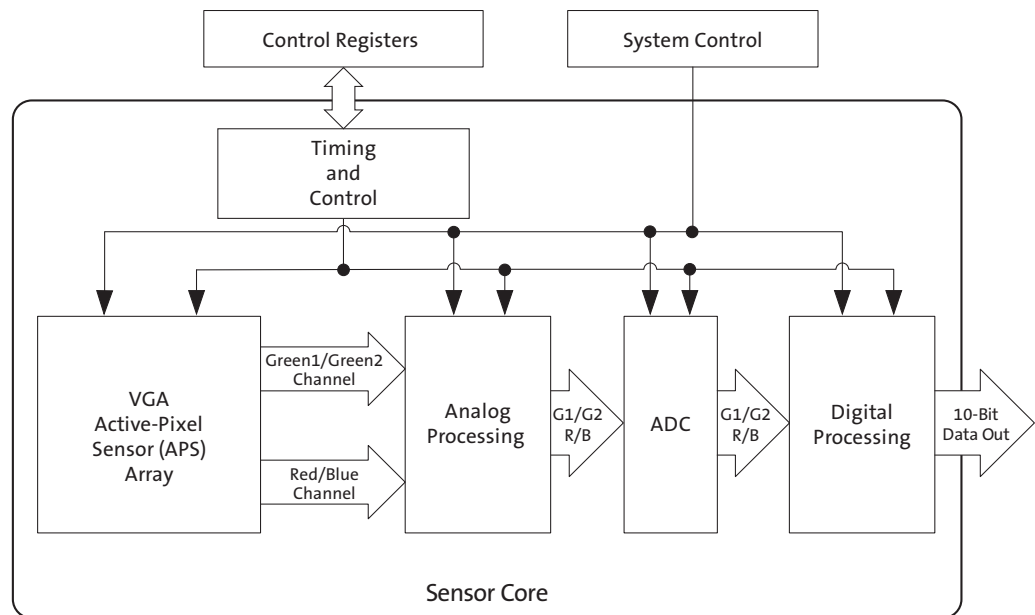 Control Registers
System Control
Timing
and
Control
VGA
Active-Pixel
Sensor (APS)
Array
Green1/Green2
Channel
Red/Blue
Channel
Analog
Processing
G1/G2
R/B
ADC
G1/G2
R/B
Digital
Processing
10-Bit
Data Out
Sensor Core